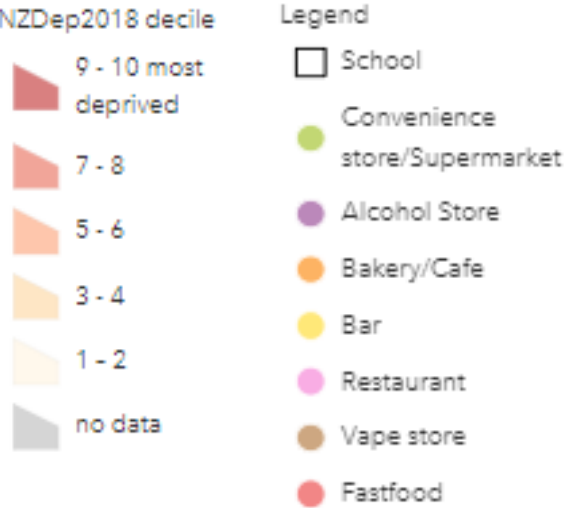 NZDep2018 decile
9 - 10 most
deprived
7 - 8
5 - 6
3 - 4
1 - 2
no data
Legend
School
Convenience
store/Supermarket
Alcohol Store
Bakery/Cafe
Bar
Restaurant
Vape store
Fastfood